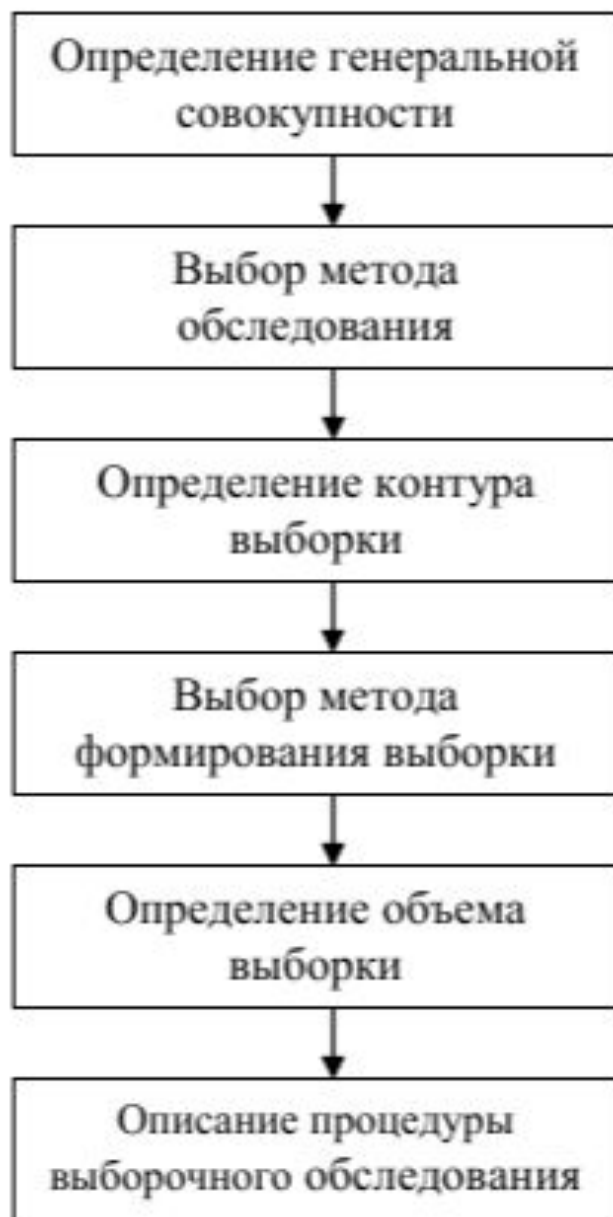 Определение генеральной
совокупности
Выбор метода
обследования
Определение контура
выборки
Выбор метода
формирования выборки
Определение объема
выборки
Описание процедуры
выборочного обследования